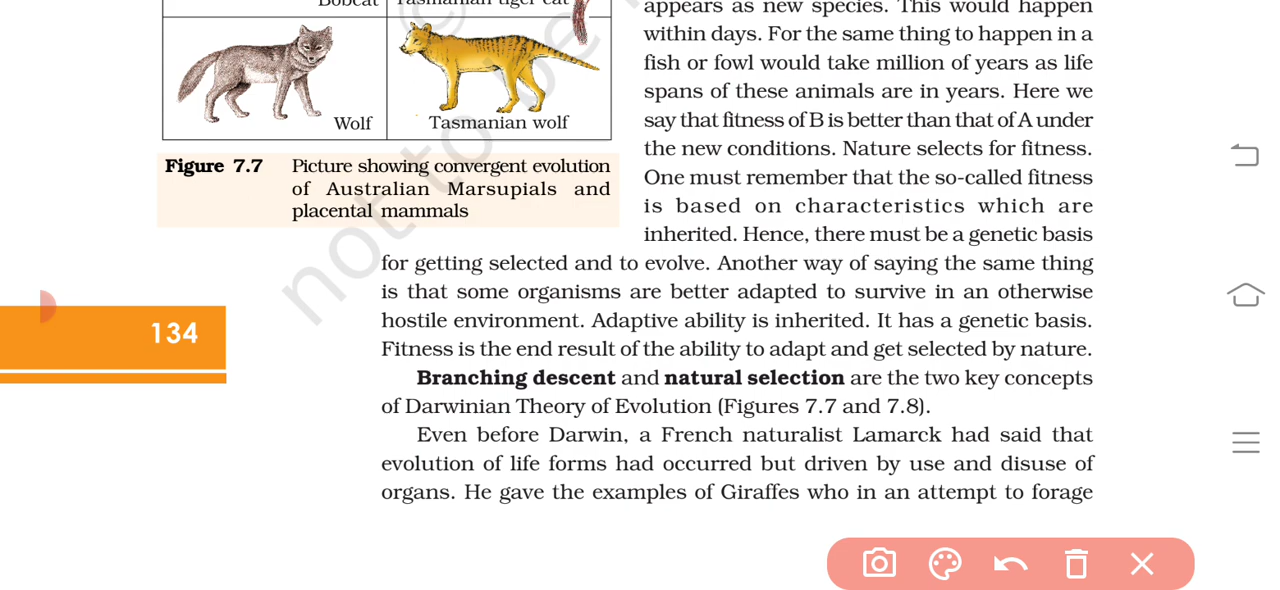 Bobcat Tasmanian tiger cat
Wolf Tasmanian wolf
Figure 7.7 Picture showing convergent evolution
of Australian Marsupials and
placental mammals
appears as new species. This would happen
within days. For the same thing to happen in a
fish or fowl would take million of years as life
spans of these animals are in years. Here we
say that fitness of B is better than that of A under
the new conditions. Nature selects for fitness.
One must remember that the so-called fitness
is based on characteristics which are
inherited. Hence, there must be a genetic basis
for getting selected and to evolve. Another way of saying the same thing
is that some organisms are better adapted to survive in an otherwise
hostile environment. Adaptive ability is inherited. It has a genetic basis.
Fitness is the end result of the ability to adapt and get selected by nature.
Branching descent and natural selection are the two key concepts
of Darwinian Theory of Evolution (Figures 7.7 and 7.8).
Even before Darwin, a French naturalist Lamarck had said that
evolution of life forms had occurred but driven by use and disuse of
organs. He gave the examples of Giraffes who in an attempt to forage
134
not to be
©